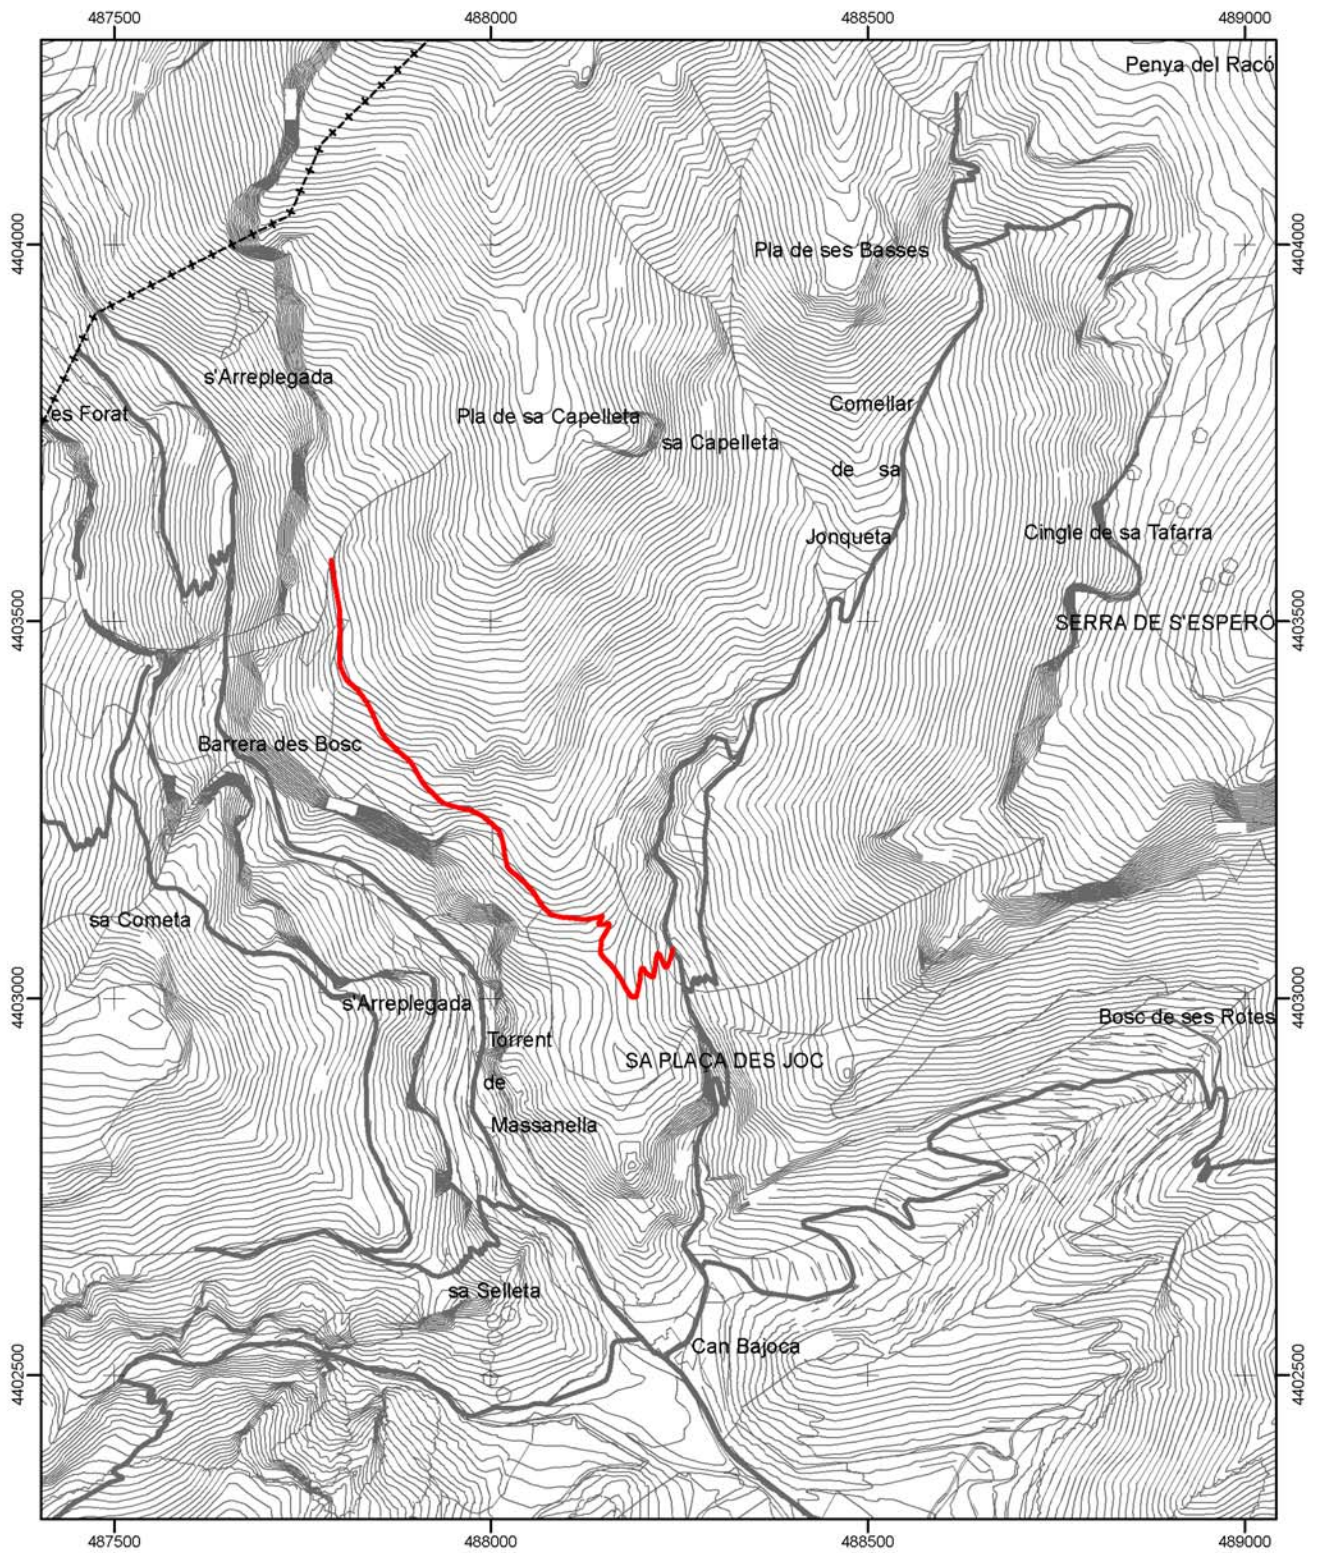 487500 488000 488500 489000
Penya del Racó
4404000 4404000
Pla de ses Basses
s'Arreplegada
es Forat
Pla de sa Capelleta
Comellar
sa Capelleta
de sa
Jonqueta
Cingle de sa Tafarra
4403500 4403500
SERRA DE S'ESPERÓ
Barrera des Bosc
sa Cometa
s'Arreplegada
4403000 4403000
Bosc de ses Rotes
Torrent
SA PLAÇA DES JOC
de
Massanella
sa Selleta
Can Bajoca
4402500 4402500
487500 488000 488500 489000